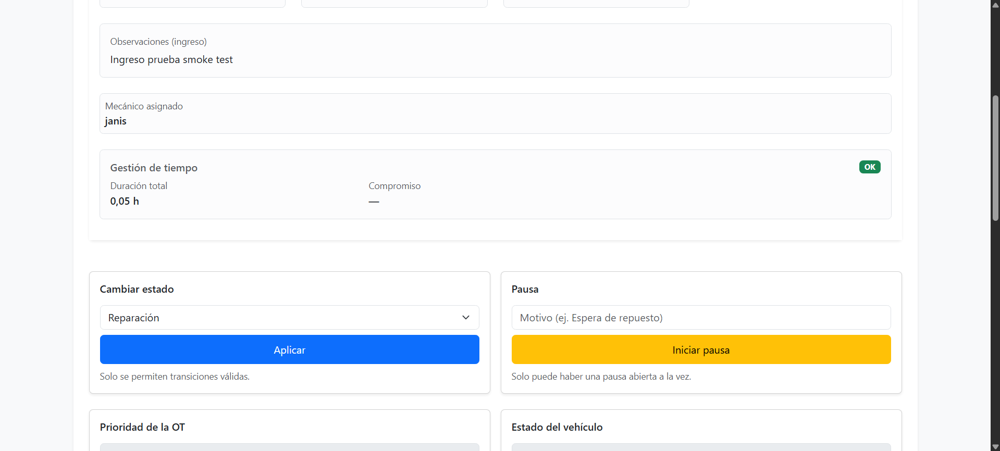 Observaciones (ingreso)
Ingreso prueba smoke test
Mecánico asignado
janis
Gestión de tiempo
OK
Duración total
Compromiso
0,05 h
—
Cambiar estado
Reparación
Aplicar
Solo se permiten transiciones válidas.
Pausa
Motivo (ej. Espera de repuesto)
Iniciar pausa
Solo puede haber una pausa abierta a la vez.
Prioridad de la OT
Estado del vehículo